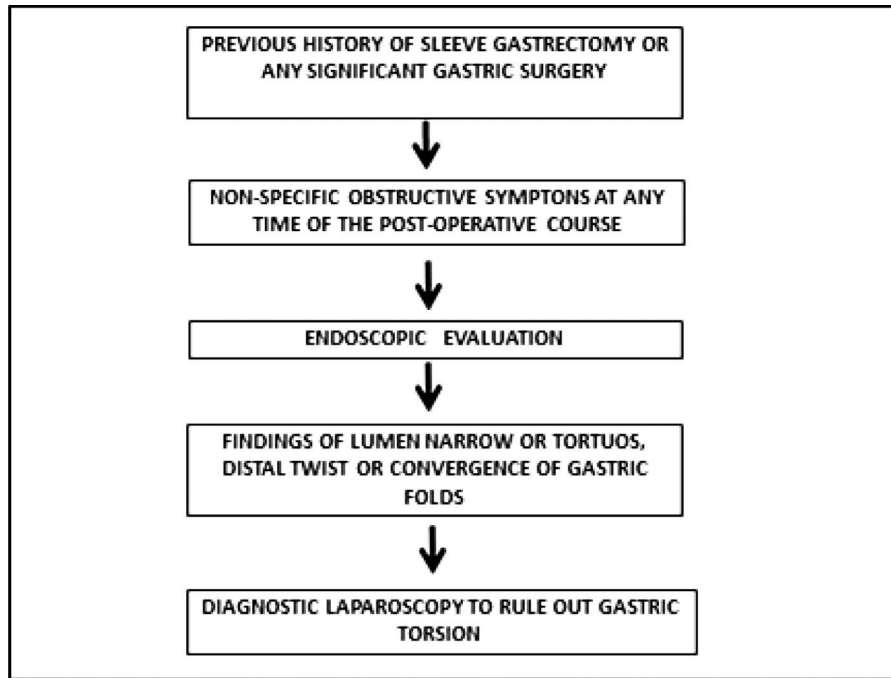 PREVIOUS HISTORY OF SLEEVE GASTRECTOMY OR
ANY SIGNIFICANT GASTRIC SURGERY
NON-SPECIFIC OBSTRUCTIVE SYMPTONS AT ANY
TIME OF THE POST-OPERATIVE COURSE
ENDOSCOPIC EVALUATION
FINDINGS OF LUMEN NARROW OR TORTUOS,
DISTAL TWIST OR CONVERGENCE OF GASTRIC
FOLDS
DIAGNOSTIC LAPAROSCOPY TO RULE OUT GASTRIC
TORSION